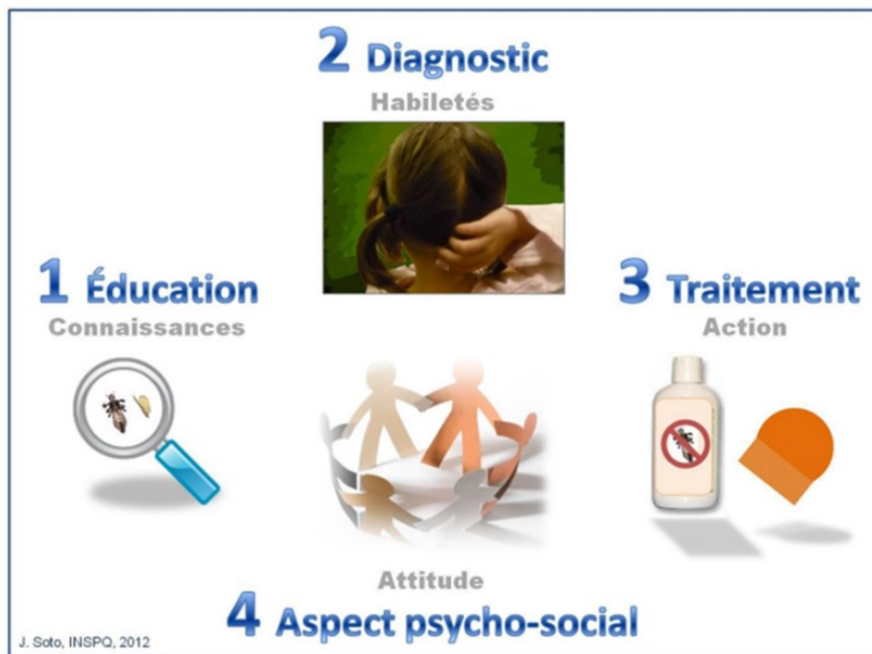 2 Diagnostic
Habiletés
1 Éducation
Connaissances
3 Traitement
Action
Attitude
4 Aspect psycho-social
J. Soto, INSPQ, 2012